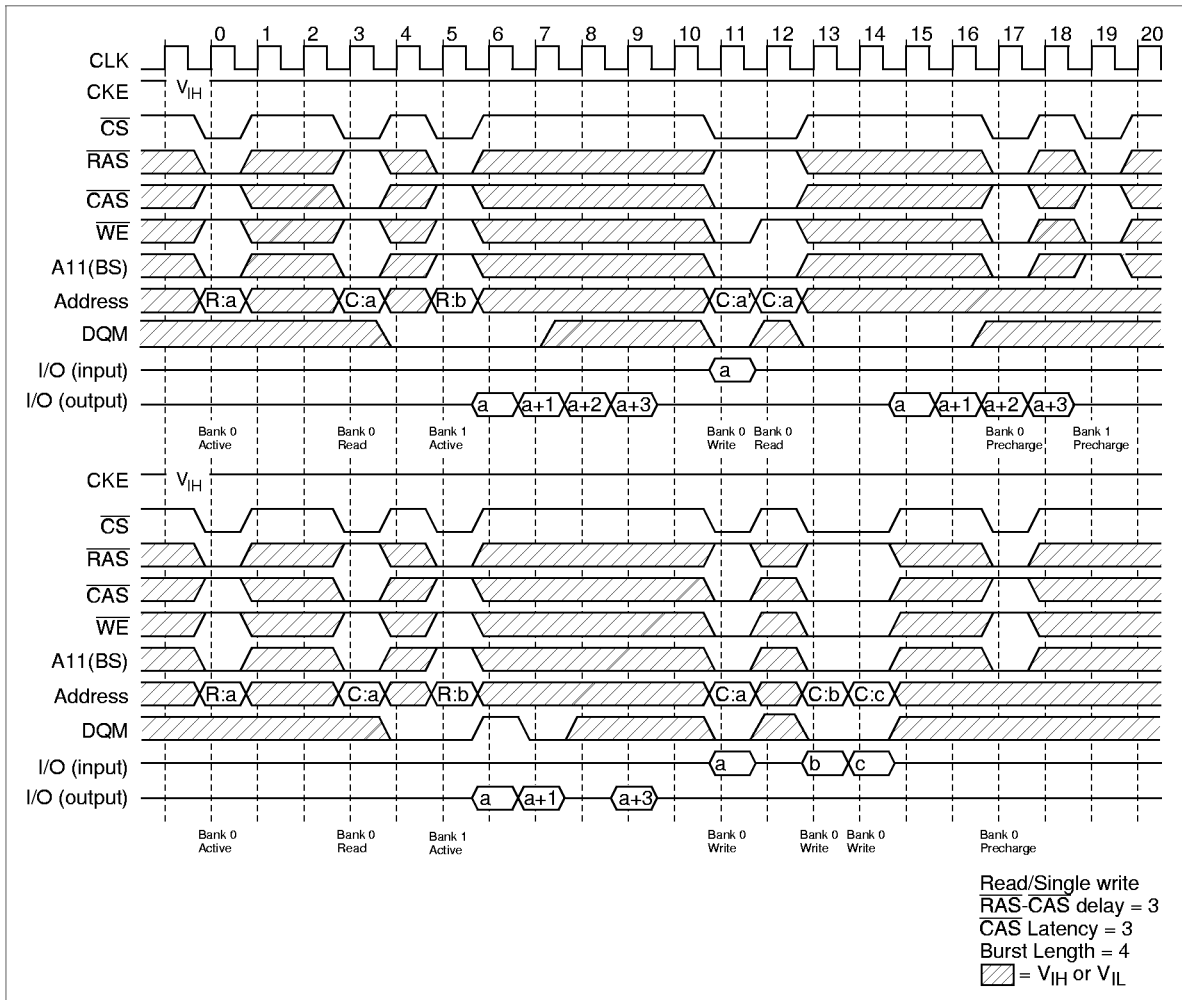 0 1 2 3 4 5 6 7 8 9 10 11 12 13 14 15 16 17 18 19 20
CLK
CKE VIH
CS
RAS
CAS
WE
A11(BS)
Address R:a C:a R:b C:a' C:a
DQM
I/O (input) a
I/O (output) a a+1 a+2 a+3 a a+1 a+2 a+3
Bank 0 Bank 0 Bank 1 Bank 0 Bank 0 Bank 0 Bank 1
Active Read Active Write Read Precharge Precharge
CKE VIH
CS
RAS
CAS
WE
A11(BS)
Address R:a C:a R:b C:a C:b C:c
DQM
I/O (input) a b c
I/O (output) a a+1 a+3
Bank 0 Bank 0 Bank 1 Bank 0 Bank 0 Bank 0 Bank 0
Active Read Active Write Write Write Precharge
Read/Single write
RAS-CAS delay = 3
CAS Latency = 3
Burst Length = 4
= VIH or VIL